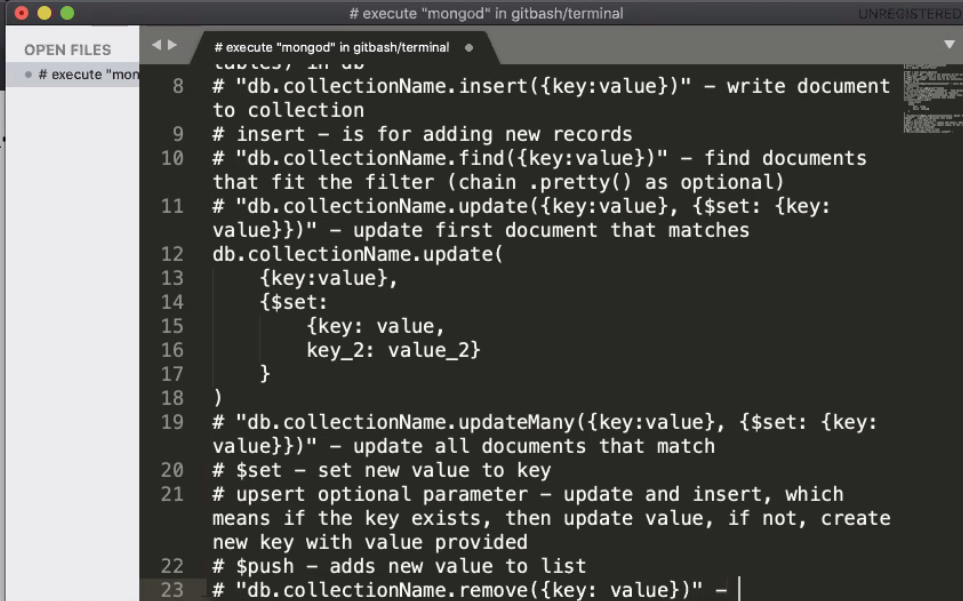 # execute "mongod" in gitbash/terminal
UNREGISTERED
OPEN FILES
# execute "mon
# execute "mongod" in gitbash/terminal
tables) in db
8 # "db.collectionName.insert({key:value})" – write document
to collection
9 # insert – is for adding new records
10 # "db.collectionName.find({key:value})" – find documents
that fit the filter (chain .pretty() as optional)
11 # "db.collectionName.update({key:value}, {$set: {key:
value}})" – update first document that matches
12 db.collectionName.update(
13 {key:value},
14 {$set:
15 {key: value,
16 key_2: value_2}
17 }
18 )
19 # "db.collectionName.updateMany({key:value}, {$set: {key:
value}})" – update all documents that match
20 # $set – set new value to key
21 # upsert optional parameter – update and insert, which
means if the key exists, then update value, if not, create
new key with value provided
22 # $push – adds new value to list
23 # "db.collectionName.remove({key: value})" –